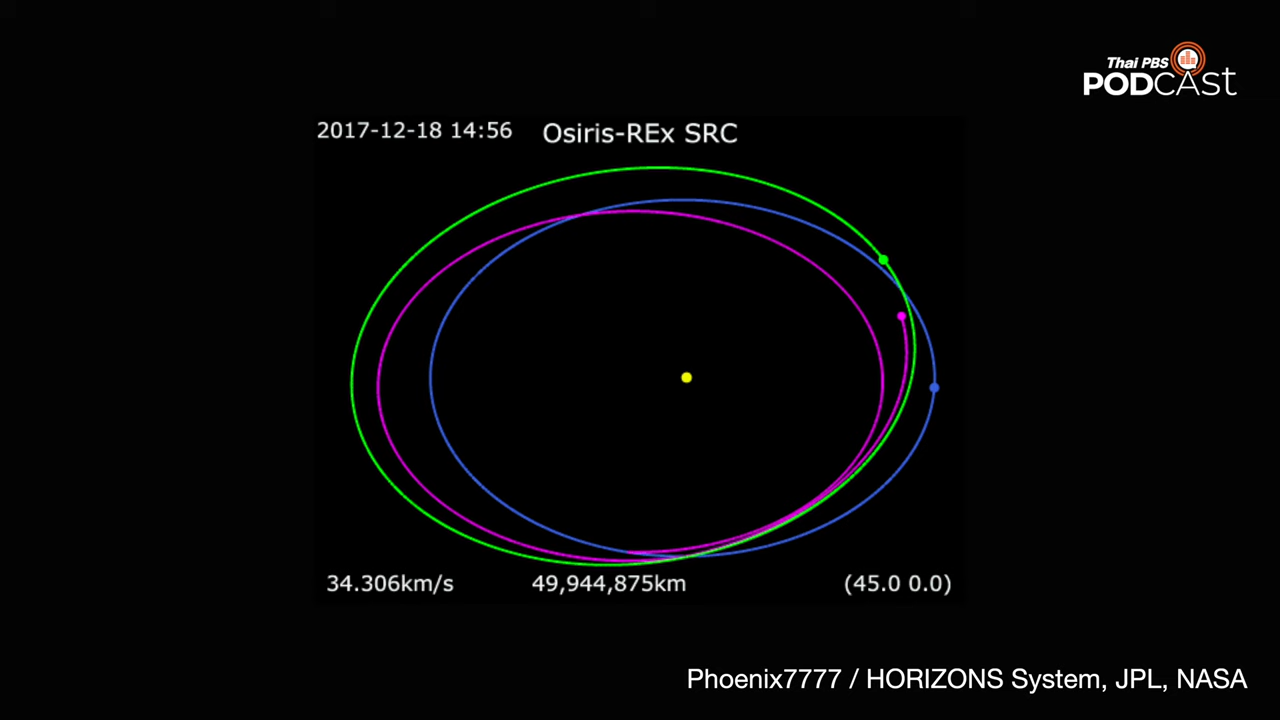 Thai PBS
PODCAST
2017-12-18 14:56
Osiris-REx SRC
34.306km/s
49,944,875km
(45.0 0.0)
Phoenix7777 / HORIZONS System, JPL, NASA